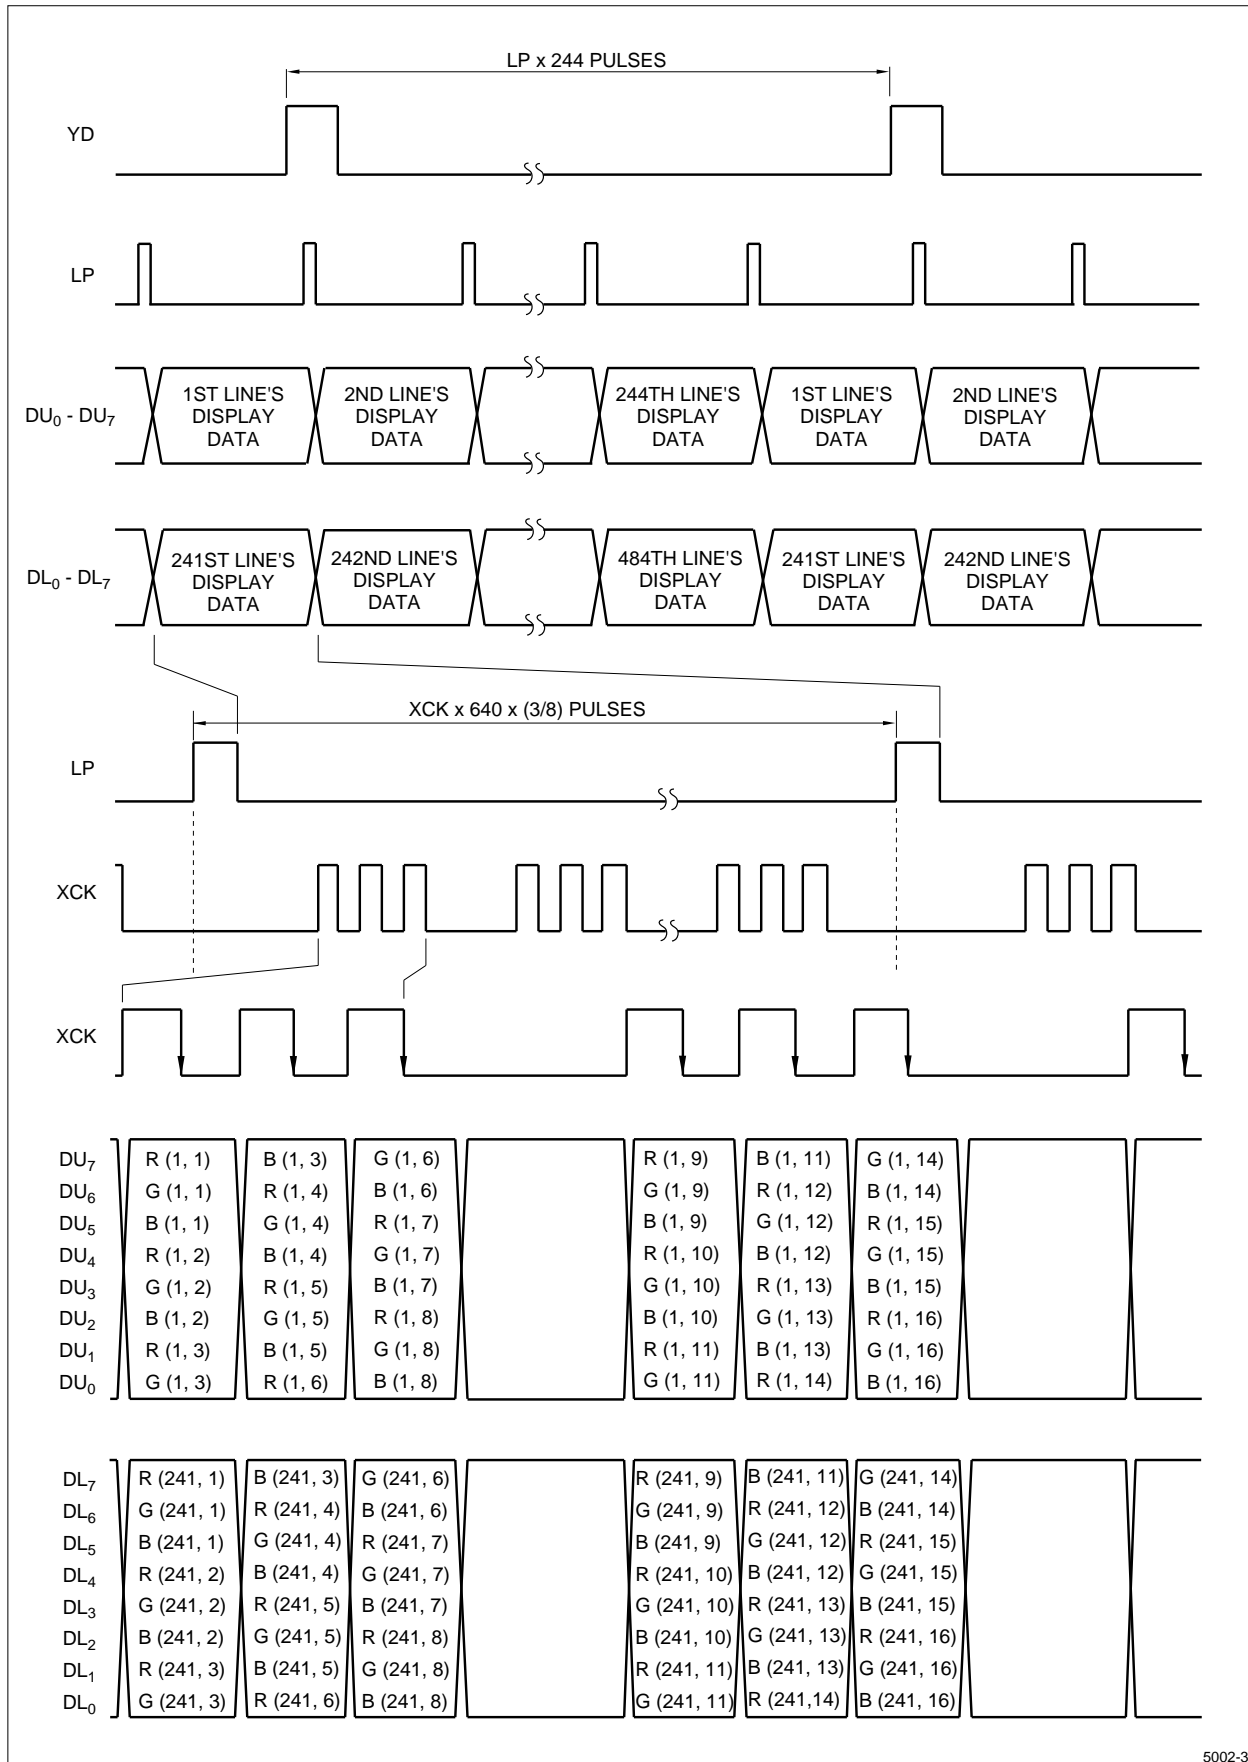 LP x 244 PULSES
YD
LP
DU0 - DU7
1ST LINE'S DISPLAY DATA
2ND LINE'S DISPLAY DATA
244TH LINE'S DISPLAY DATA
1ST LINE'S DISPLAY DATA
2ND LINE'S DISPLAY DATA
DL0 - DL7
241ST LINE'S DISPLAY DATA
242ND LINE'S DISPLAY DATA
484TH LINE'S DISPLAY DATA
241ST LINE'S DISPLAY DATA
242ND LINE'S DISPLAY DATA
XCK x 640 x (3/8) PULSES
LP
XCK
XCK
DU7 R (1, 1) B (1, 3) G (1, 6) R (1, 9) B (1, 11) G (1, 14)
DU6 G (1, 1) R (1, 4) B (1, 6) G (1, 9) R (1, 12) B (1, 14)
DU5 B (1, 1) G (1, 4) R (1, 7) B (1, 9) G (1, 12) R (1, 15)
DU4 R (1, 2) B (1, 4) G (1, 7) R (1, 10) B (1, 12) G (1, 15)
DU3 G (1, 2) R (1, 5) B (1, 7) G (1, 10) R (1, 13) B (1, 15)
DU2 B (1, 2) G (1, 5) R (1, 8) B (1, 10) G (1, 13) R (1, 16)
DU1 R (1, 3) B (1, 5) G (1, 8) R (1, 11) B (1, 13) G (1, 16)
DU0 G (1, 3) R (1, 6) B (1, 8) G (1, 11) R (1, 14) B (1, 16)
DL7 R (241, 1) B (241, 3) G (241, 6) R (241, 9) B (241, 11) G (241, 14)
DL6 G (241, 1) R (241, 4) B (241, 6) G (241, 9) R (241, 12) B (241, 14)
DL5 B (241, 1) G (241, 4) R (241, 7) B (241, 9) G (241, 12) R (241, 15)
DL4 R (241, 2) B (241, 4) G (241, 7) R (241, 10) B (241, 12) G (241, 15)
DL3 G (241, 2) R (241, 5) B (241, 7) G (241, 10) R (241, 13) B (241, 15)
DL2 B (241, 2) G (241, 5) R (241, 8) B (241, 10) G (241, 13) R (241, 16)
DL1 R (241, 3) B (241, 5) G (241, 8) R (241, 11) B (241, 13) G (241, 16)
DL0 G (241, 3) R (241, 6) B (241, 8) G (241, 11) R (241,14) B (241, 16)
5002-3